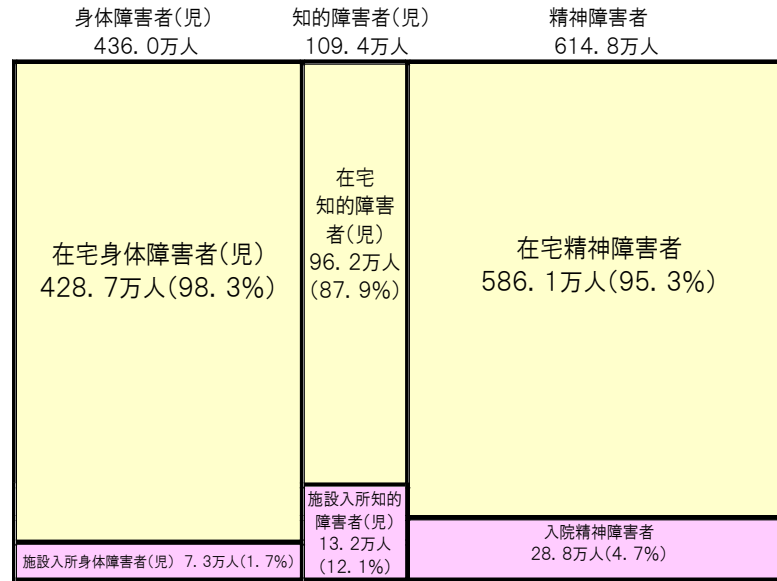 身体障害者(児)
436.0万人
知的障害者(児)
109.4万人
精神障害者
614.8万人
在宅身体障害者(児)
428.7万人(98.3%)
在宅
知的障害
者(児)
96.2万人
(87.9%)
在宅精神障害者
586.1万人(95.3%)
施設入所身体障害者(児) 7.3万人(1.7%)
施設入所知的
障害者(児)
13.2万人
(12.1%)
入院精神障害者
28.8万人(4.7%)